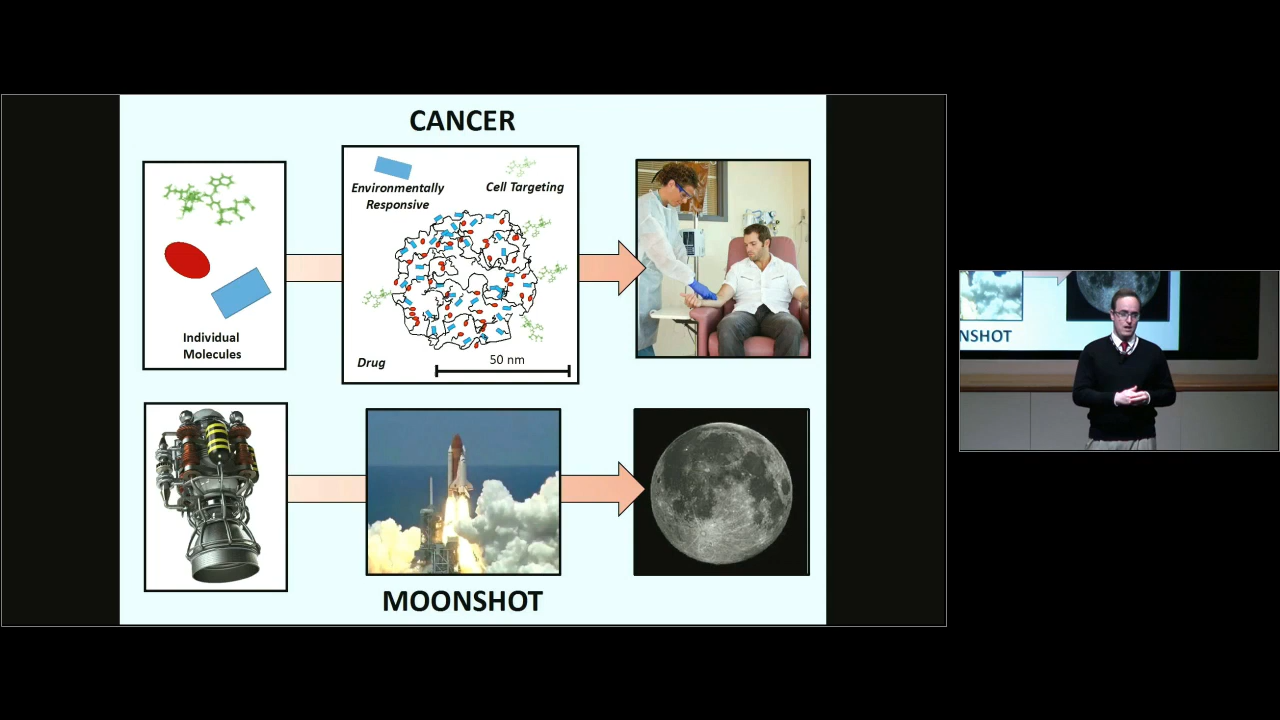 CANCER
Environmentally
Responsive
Cell Targeting
Individual
Molecules
Drug
50 nm
MOONSHOT
NSHOT